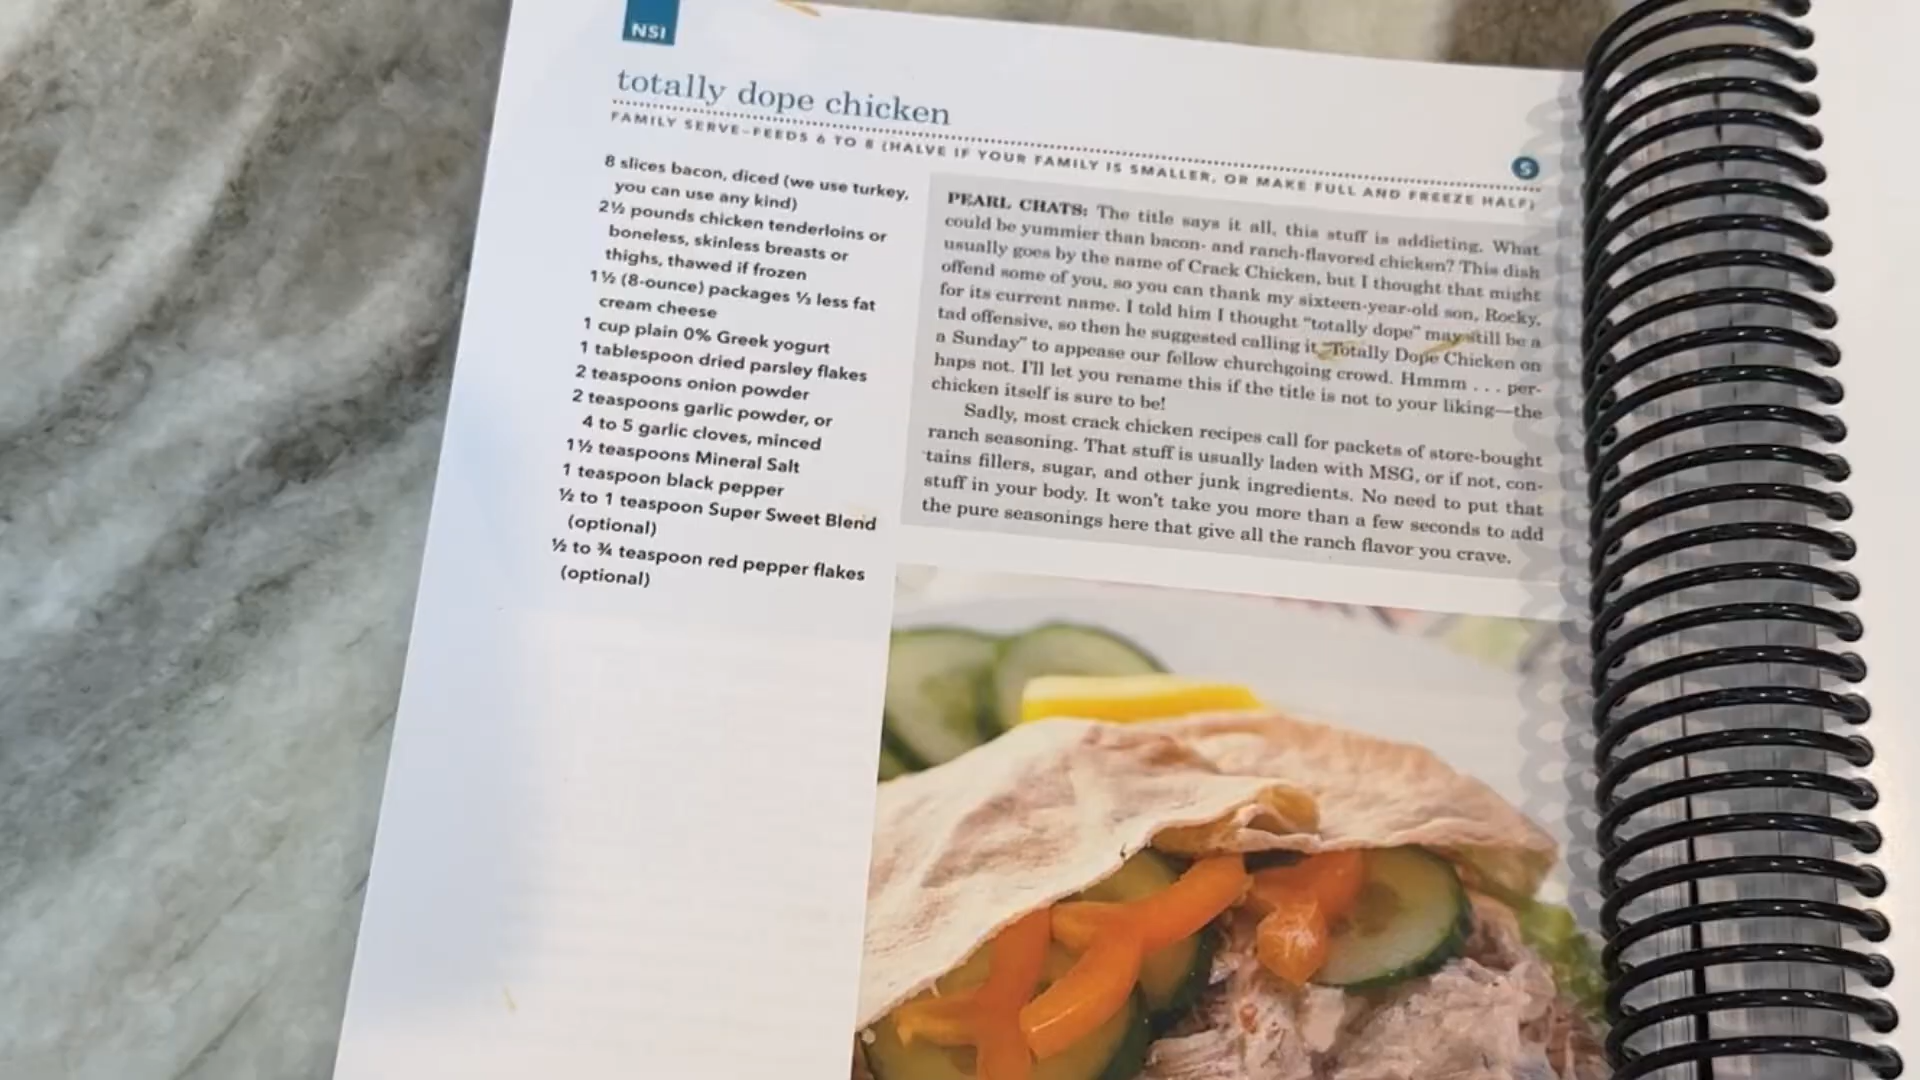 NSI
totally dope chicken
FAMILY SERVE–FEEDS 6 TO 8 (HALVE IF YOUR FAMILY IS SMALLER, OR MAKE FULL AND FREEZE HALF)
S
8 slices bacon, diced (we use turkey,
you can use any kind)
2½ pounds chicken tenderloins or
boneless, skinless breasts or
thighs, thawed if frozen
1½ (8-ounce) packages ⅓ less fat
cream cheese
1 cup plain 0% Greek yogurt
1 tablespoon dried parsley flakes
2 teaspoons onion powder
2 teaspoons garlic powder, or
4 to 5 garlic cloves, minced
1½ teaspoons Mineral Salt
1 teaspoon black pepper
½ to 1 teaspoon Super Sweet Blend
(optional)
½ to ¾ teaspoon red pepper flakes
(optional)
PEARL CHATS: The title says it all, this stuff is addicting. What
could be yummier than bacon- and ranch-flavored chicken? This dish
usually goes by the name of Crack Chicken, but I thought that might
offend some of you, so you can thank my sixteen-year-old son, Rocky,
for its current name. I told him I thought "totally dope" may still be a
tad offensive, so then he suggested calling it "Totally Dope Chicken on
a Sunday" to appease our fellow churchgoing crowd. Hmmm . . . per-
haps not. I'll let you rename this if the title is not to your liking—the
chicken itself is sure to be!
Sadly, most crack chicken recipes call for packets of store-bought
ranch seasoning. That stuff is usually laden with MSG, or if not, con-
tains fillers, sugar, and other junk ingredients. No need to put that
stuff in your body. It won't take you more than a few seconds to add
the pure seasonings here that give all the ranch flavor you crave.